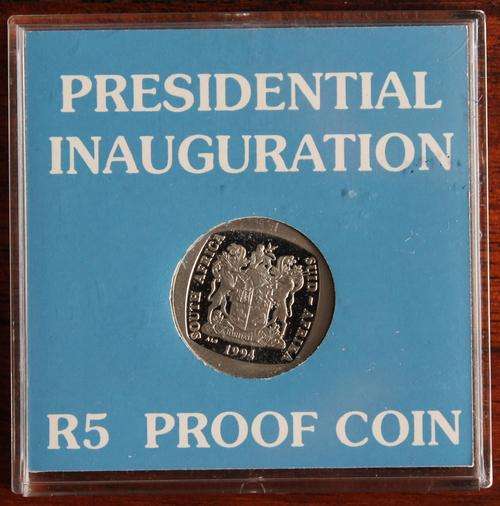 PRESIDENTIAL
INAUGURATION
SOUTH AFRICA
SUID-AFRIKA
1994
R5 PROOF COIN